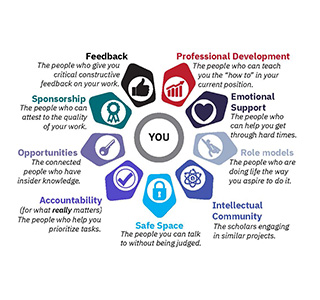 Feedback
The people who give you
critical constructive
feedback on your work.
Professional Development
The people who can teach
you the "how to" in your
current position.
Sponsorship
The people who can
attest to the quality
of your work.
Emotional
Support
The people who
can help you get
through hard times.
YOU
Opportunities
The connected
people who have
insider knowledge.
Role models
The people who are
doing life the way
you aspire to do it.
Accountability
(for what really matters)
The people who help you
prioritize tasks.
Safe Space
The people you can talk
to without being judged.
Intellectual
Community
The scholars engaging
in similar projects.